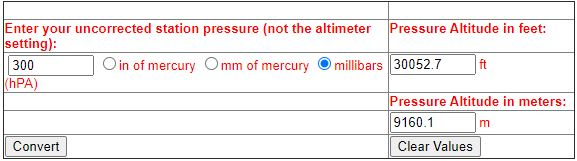 Enter your uncorrected station pressure (not the altimeter setting):
Pressure Altitude in feet:
300 in of mercury mm of mercury millibars (hPA)
30052.7 ft
Pressure Altitude in meters:
9160.1 m
Convert
Clear Values